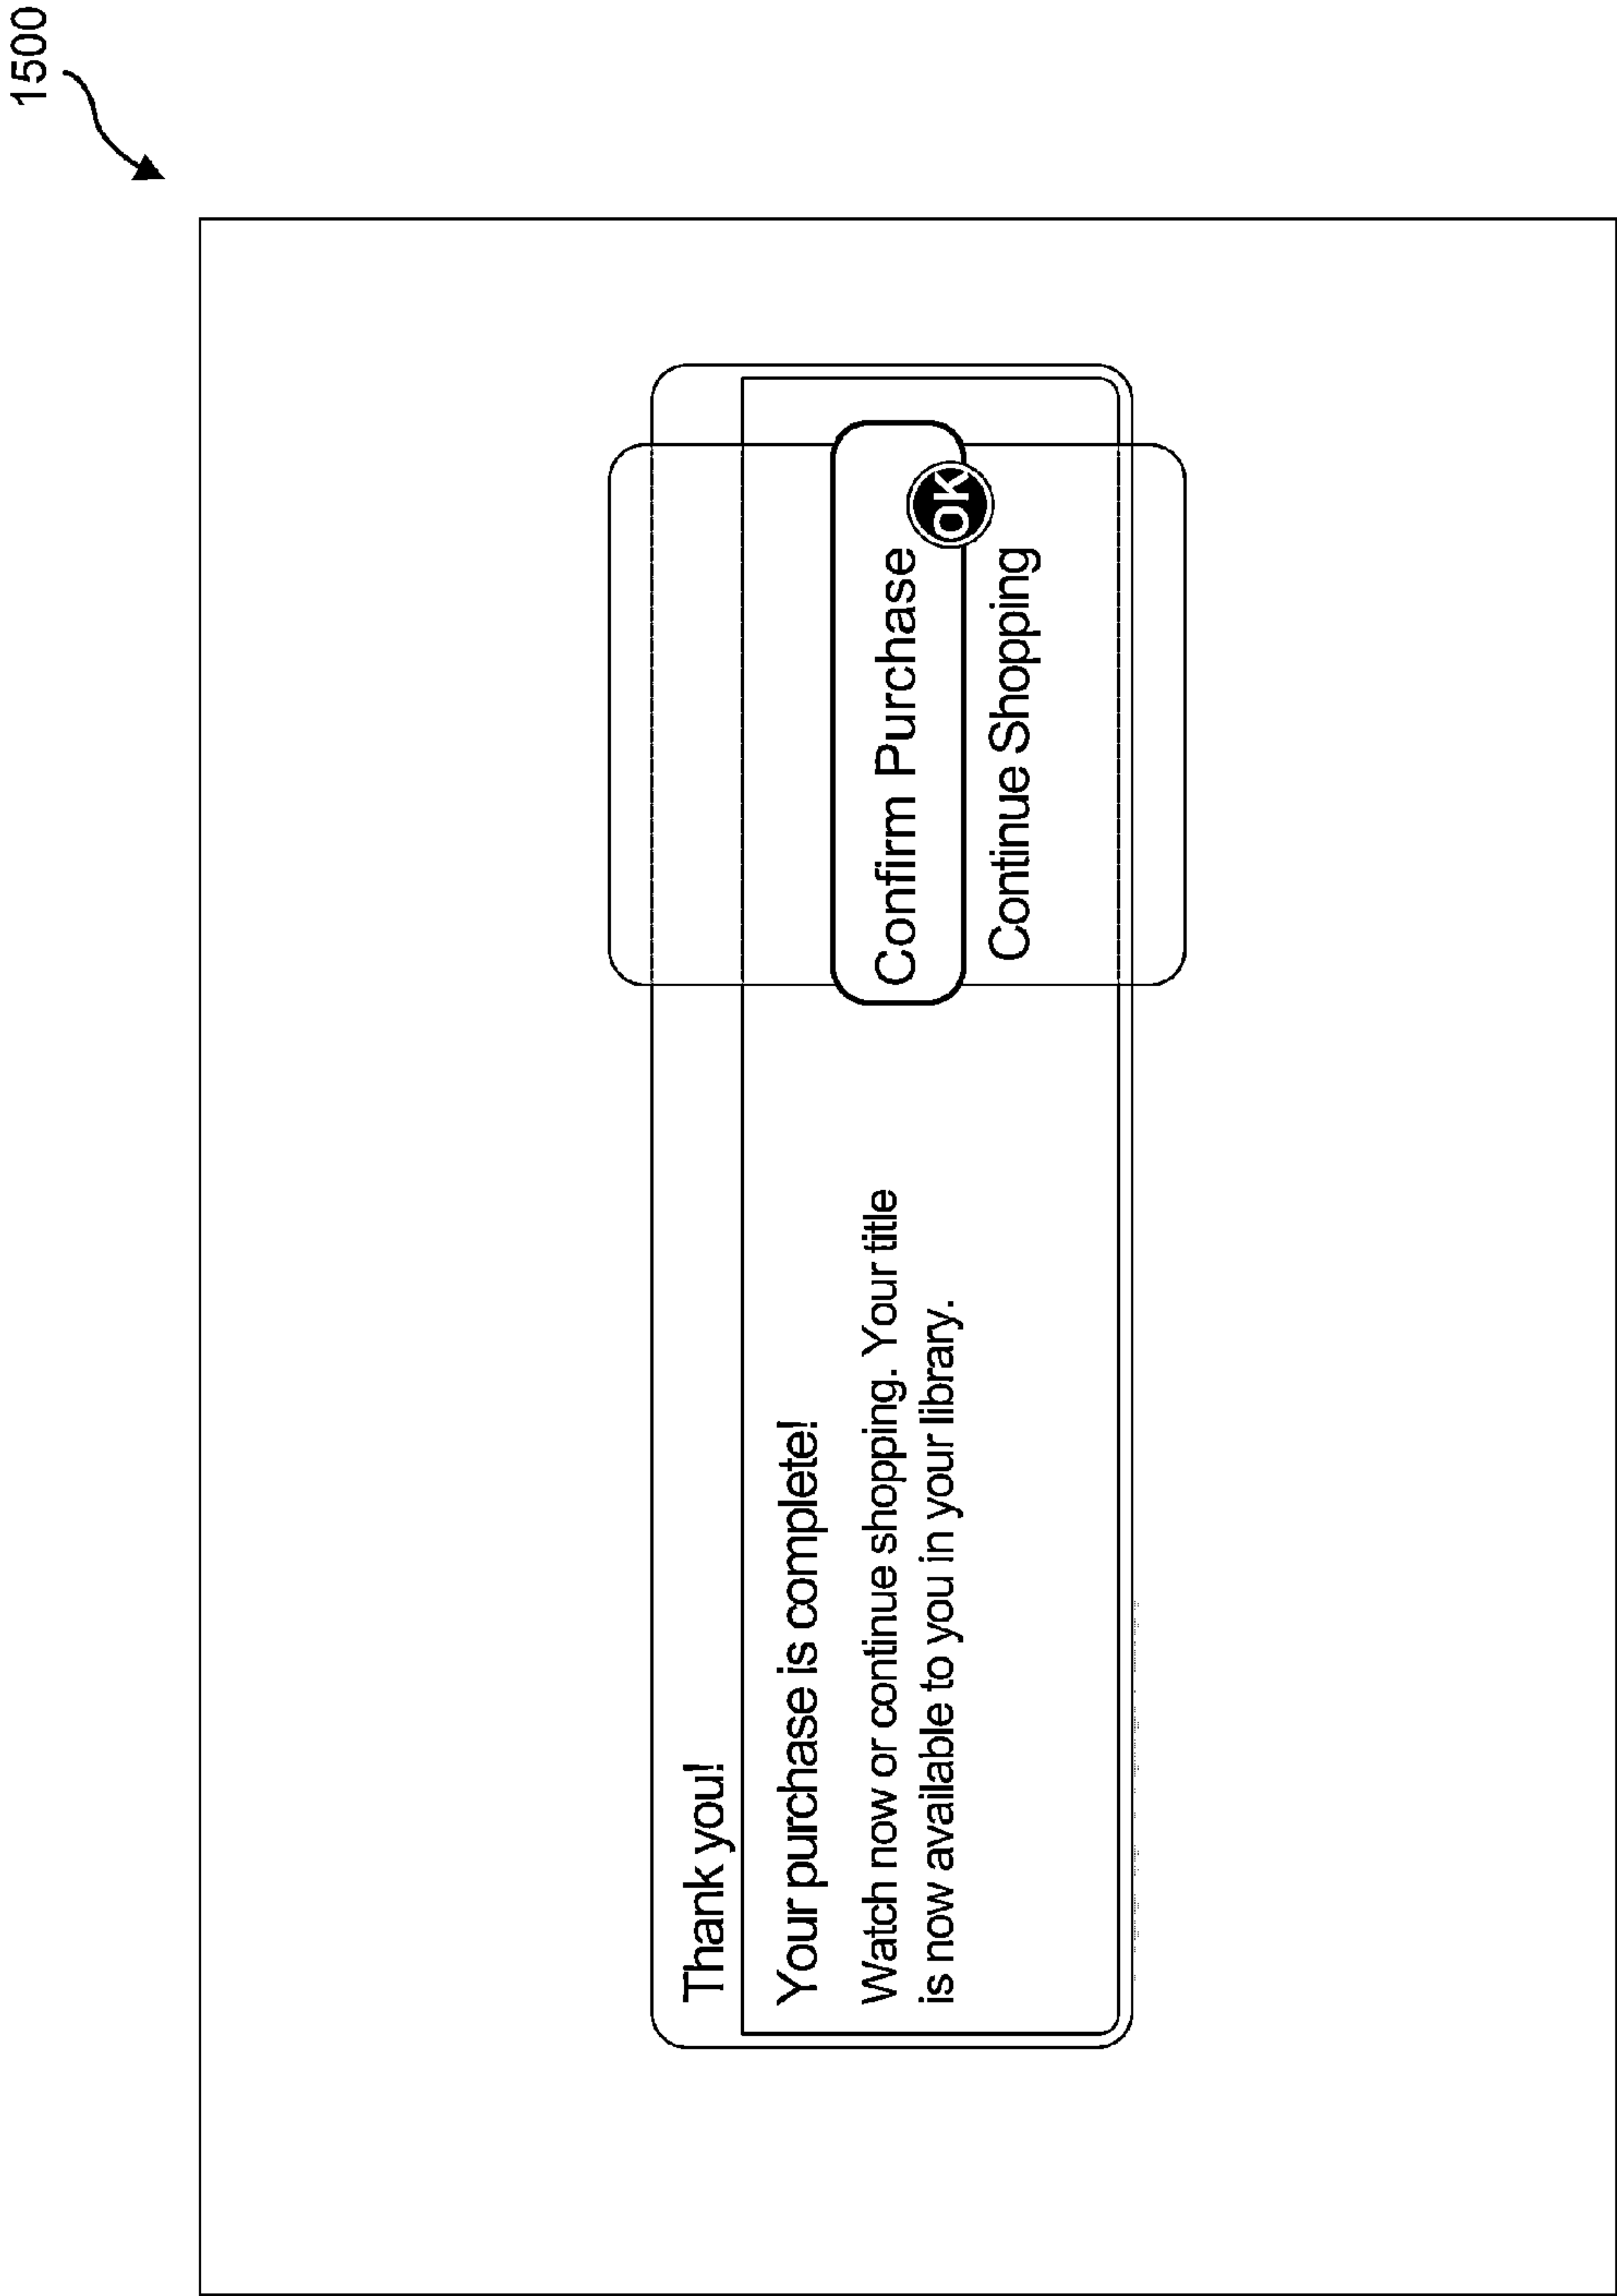 1500
Thank you!
Your purchase is complete!
Watch now or continue shopping. Your title
is now available to you in your library.
Confirm Purchase
OK
Continue Shopping